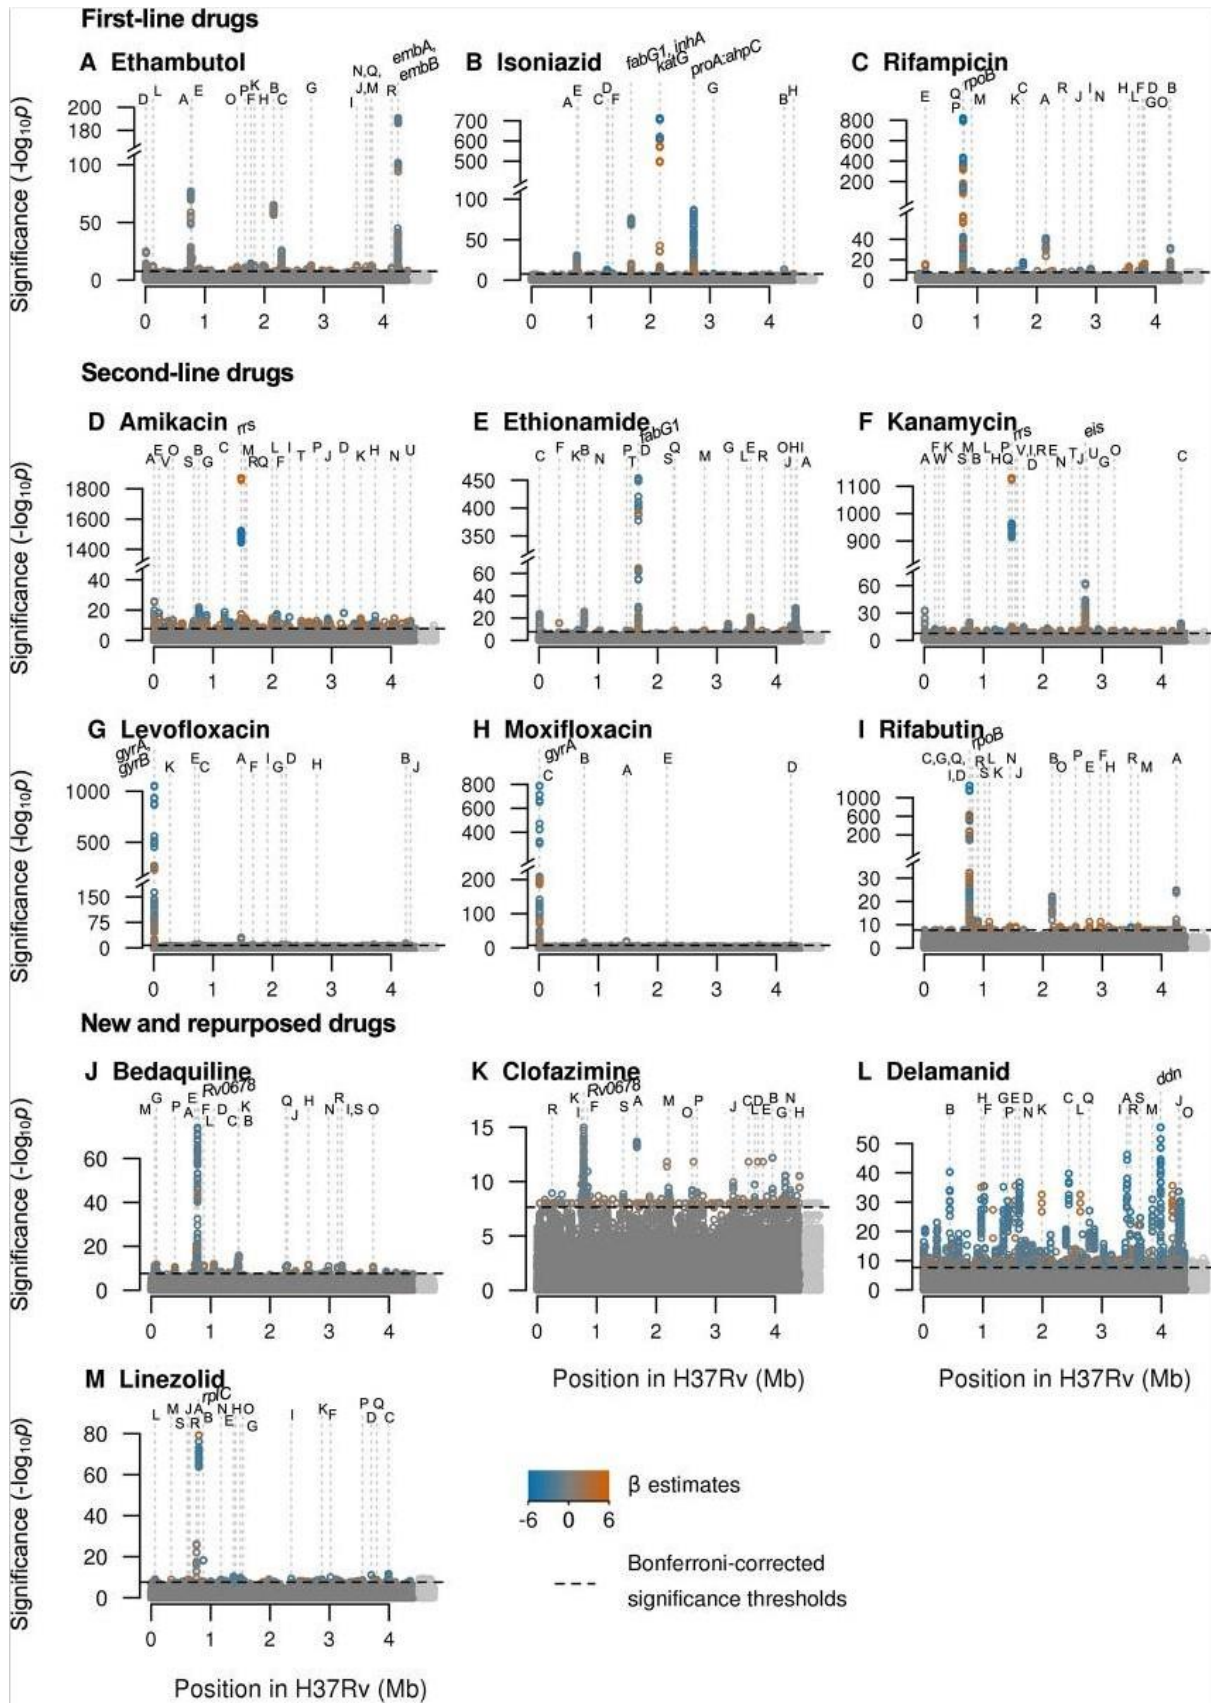 First-line drugs
A Ethambutol
N,Q,
embA,
embB
D L A E O P K F H B C G I J,M R
Significance (-log10p)
200
180
100
50
0
0 1 2 3 4
B Isoniazid
fabG1, inhA
katG
proA:ahpC
A E C D F G B H
700
600
500
100
50
0
0 1 2 3 4
C Rifampicin
rpoB
E Q P M K C A R J I N H L F D G O B
800
600
400
200
40
20
0
0 1 2 3 4
Second-line drugs
D Amikacin
rrs
A E V O S B G C M R Q L F I T P J D K H N U
Significance (-log10p)
1800
1600
1400
40
20
0
0 1 2 3 4
E Ethionamide
fabG1
C F K B N P T D S Q M G L E R O J H I A
450
400
350
60
40
20
0
0 1 2 3 4
F Kanamycin
rrs
eis
A F W K S M B L H P Q V I,R D E N T J U G O C
1100
1000
900
60
30
0
0 1 2 3 4
G Levofloxacin
gyrA,
gyrB
K E C A F I G D H B J
Significance (-log10p)
1000
500
150
75
0
0 1 2 3 4
H Moxifloxacin
gyrA
C B A E D
800
600
400
200
100
0
0 1 2 3 4
I Rifabutin
rpoB
C,G,Q,
I,D
R S L K N J B O P E F H R M A
1000
600
200
30
20
10
0
0 1 2 3 4
New and repurposed drugs
J Bedaquiline
Rv0678
M G P A E F L D C K B Q J H N R I,S O
Significance (-log10p)
60
40
20
0
0 1 2 3 4
K Clofazimine
Rv0678
R K I F S A M O P J C L D E B G N H
15
10
5
0
0 1 2 3 4
Position in H37Rv (Mb)
L Delamanid
ddn
B H F G P E D N K C L Q I A R S M J O
50
40
30
20
10
0
0 1 2 3 4
Position in H37Rv (Mb)
M Linezolid
rplC
L M S J R A B N E H O G I K F P D Q C
Significance (-log10p)
80
60
40
20
0
0 1 2 3 4
Position in H37Rv (Mb)
β estimates
-6 0 6
Bonferroni-corrected
significance thresholds